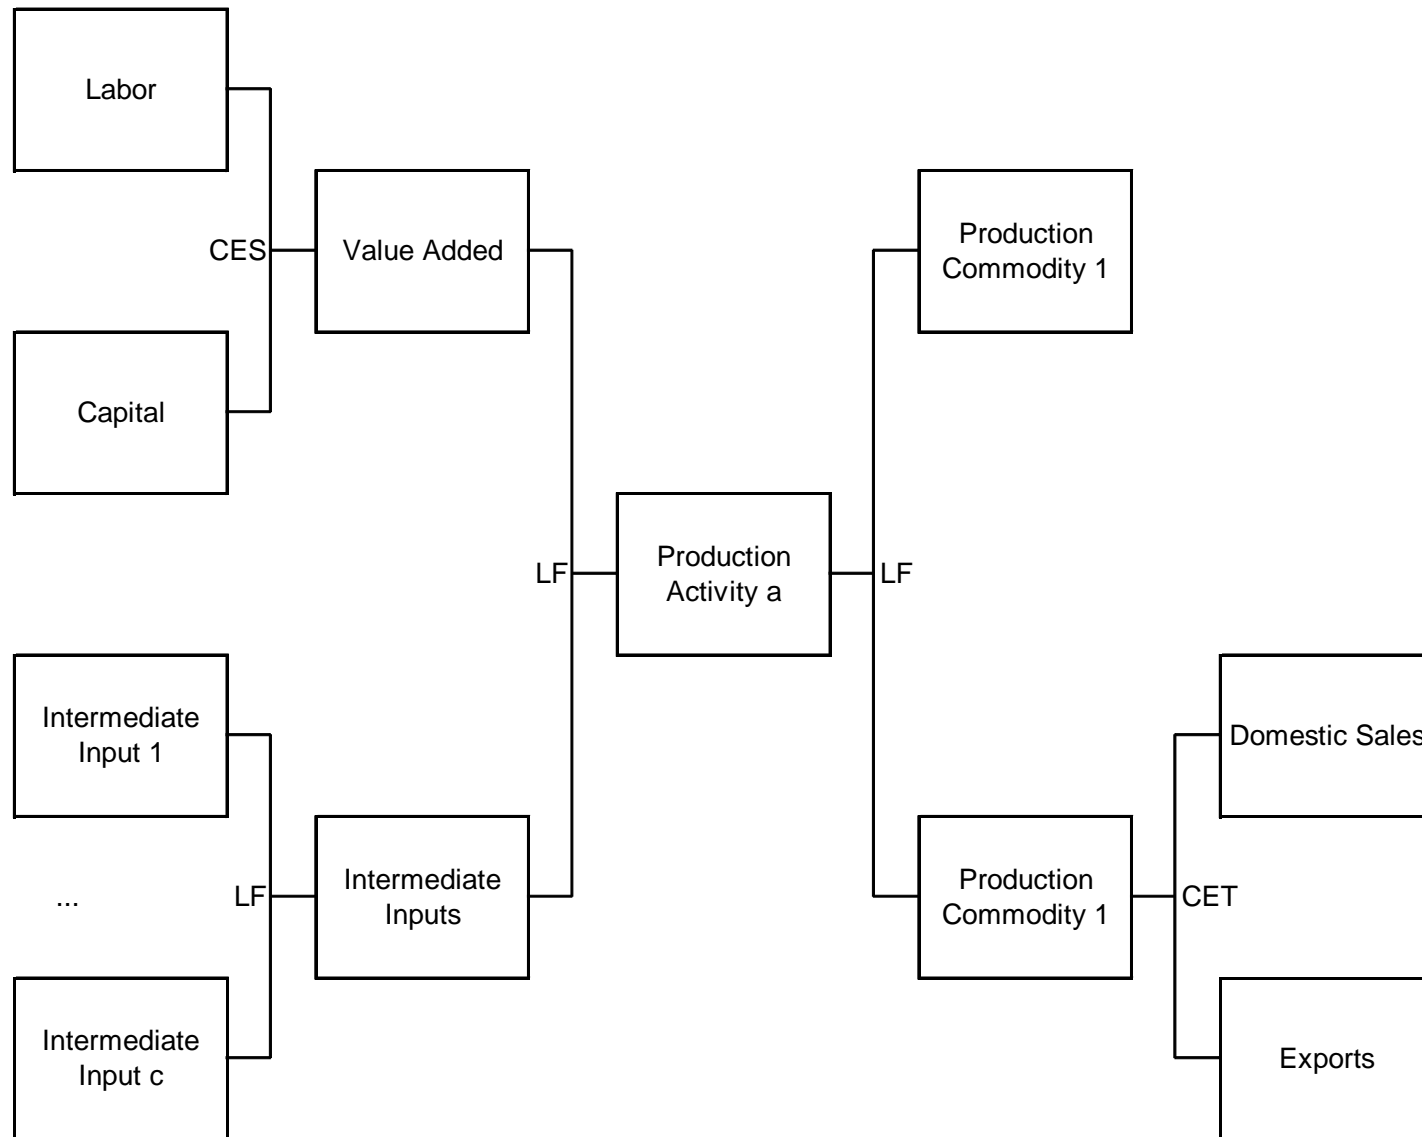 Labor
CES
Value Added
Capital
Production
Commodity 1
LF
Production
Activity a
LF
Intermediate
Input 1
...
LF
Intermediate
Inputs
Intermediate
Input c
Production
Commodity 1
CET
Domestic Sales
Exports